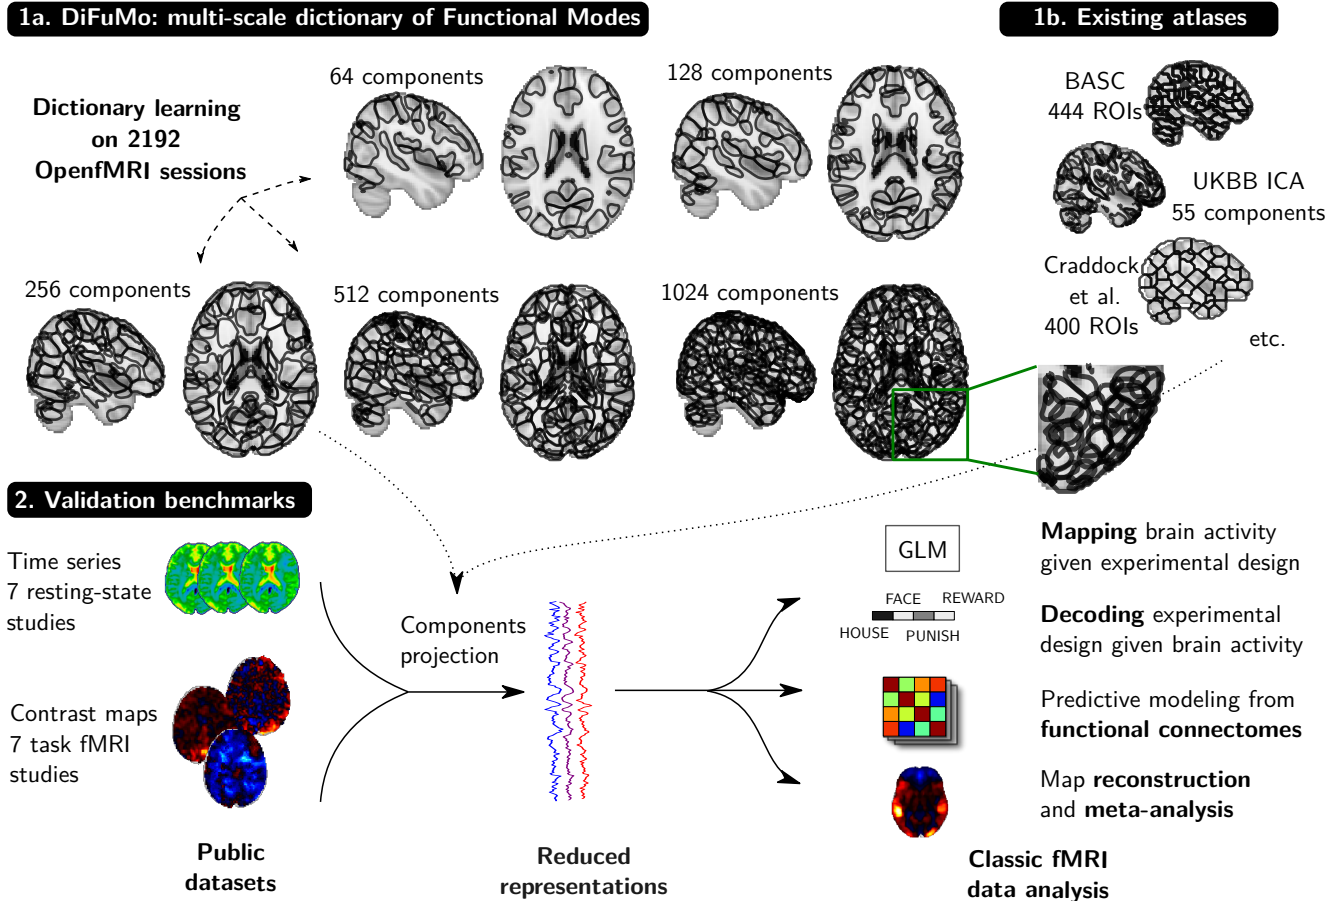 1a. DiFuMo: multi-scale dictionary of Functional Modes
1b. Existing atlases
Dictionary learning
on 2192
OpenfMRI sessions
64 components
128 components
256 components
512 components
1024 components
BASC
444 ROIs
UKBB ICA
55 components
Craddock
et al.
400 ROIs
etc.
2. Validation benchmarks
Time series
7 resting-state
studies
Contrast maps
7 task fMRI
studies
Public
datasets
Components
projection
Reduced
representations
GLM
FACE
REWARD
HOUSE
PUNISH
Mapping brain activity
given experimental design
Decoding experimental
design given brain activity
Predictive modeling from
functional connectomes
Map reconstruction
and meta-analysis
Classic fMRI
data analysis